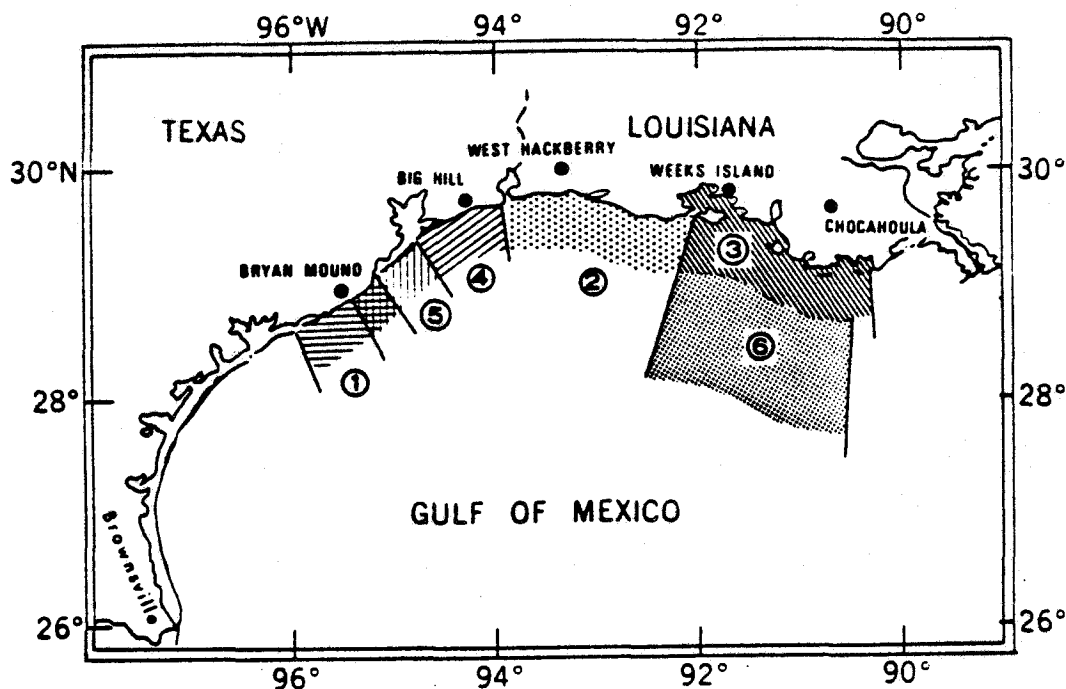 96°W 94° 92° 90°
TEXAS LOUISIANA
WEST HACKBERRY
30°N 30°
BIG HILL WEEKS ISLAND
CHOCAHOULA
BRYAN MOUND
③
④ ②
⑤
⑥
①
28° 28°
GULF OF MEXICO
Brownsville
26° 26°
96° 94° 92° 90°